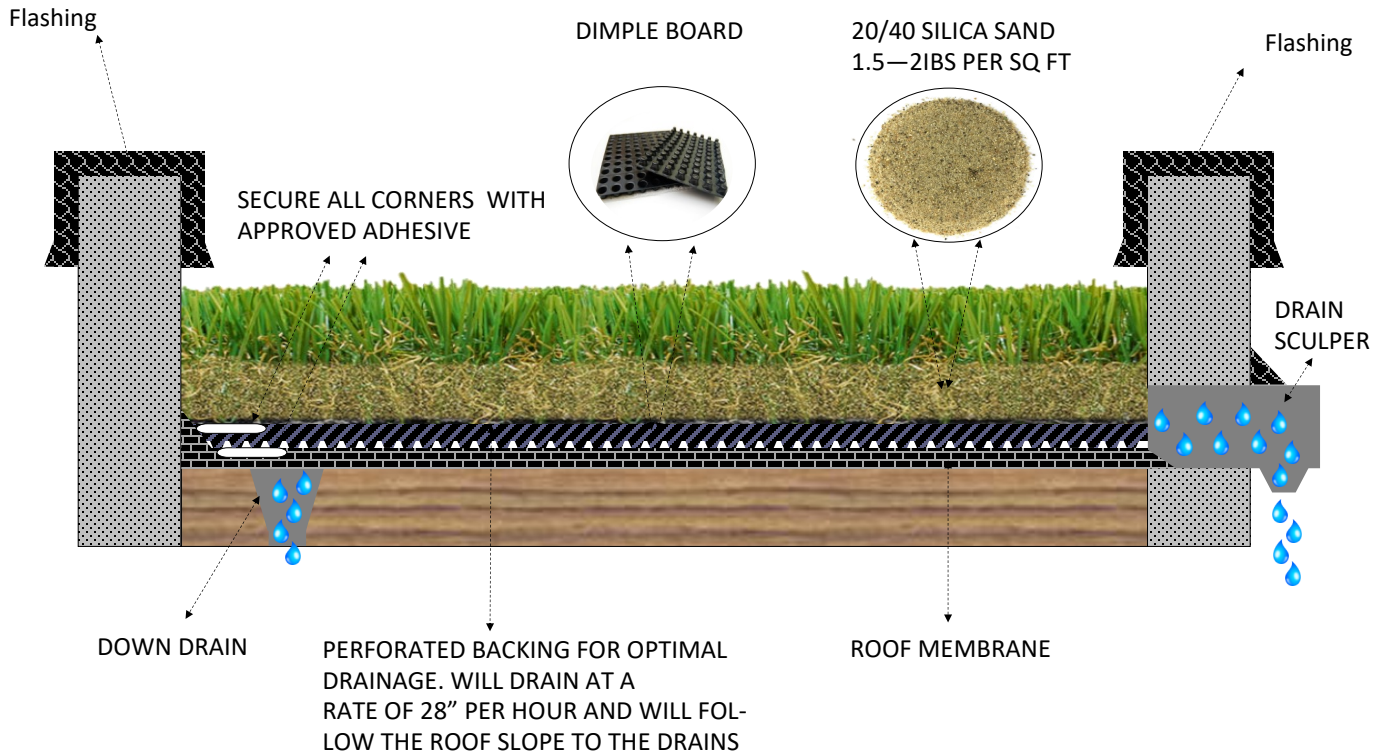 Flashing
DIMPLE BOARD
20/40 SILICA SAND
1.5—2IBS PER SQ FT
Flashing
SECURE ALL CORNERS WITH
APPROVED ADHESIVE
DRAIN
SCULPER
DOWN DRAIN
PERFORATED BACKING FOR OPTIMAL
DRAINAGE. WILL DRAIN AT A
RATE OF 28” PER HOUR AND WILL FOL-
LOW THE ROOF SLOPE TO THE DRAINS
ROOF MEMBRANE